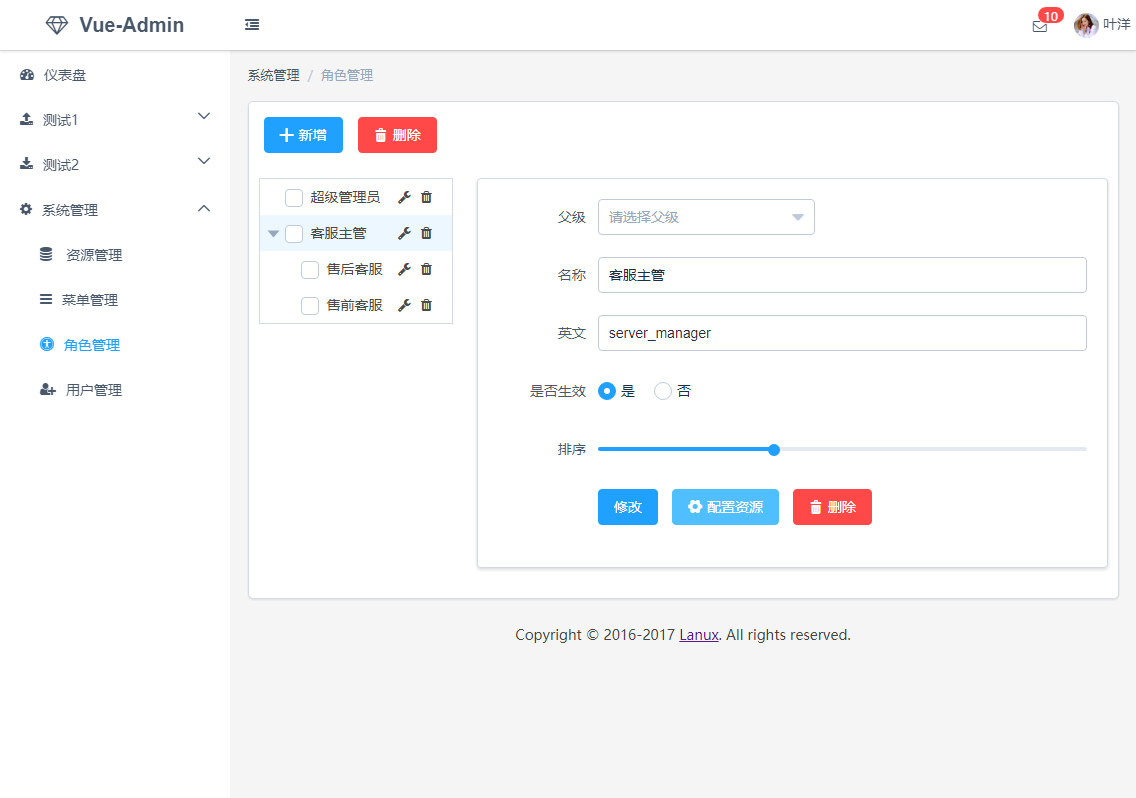 Vue-Admin
10
叶洋
仪表盘
测试1
测试2
系统管理
资源管理
菜单管理
角色管理
用户管理
系统管理 / 角色管理
新增 删除
超级管理员
客服主管
售后客服
售前客服
父级 请选择父级
名称 客服主管
英文 server_manager
是否生效 是 否
排序
修改 配置资源 删除
Copyright © 2016-2017 Lanux. All rights reserved.